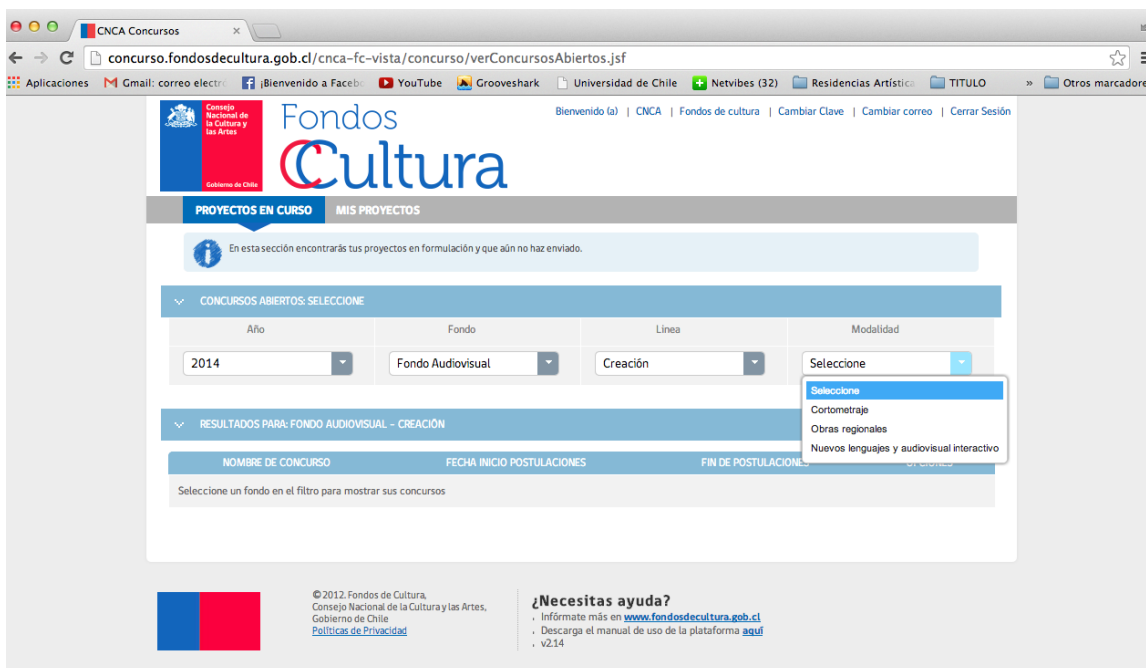 CNCA Concursos
concurso.fondosdecultura.gob.cl/cnca-fc-vista/concurso/verConcursosAbiertos.jsf
Aplicaciones Gmail: correo electró ¡Bienvenido a Facebo YouTube Grooveshark Universidad de Chile Netvibes (32) Residencias Artística TITULO » Otros marcadore
Consejo
Nacional de
la Cultura y
las Artes
Gobierno de Chile
Fondos
Cultura
Bienvenido (a) | CNCA | Fondos de cultura | Cambiar Clave | Cambiar correo | Cerrar Sesión
PROYECTOS EN CURSO MIS PROYECTOS
En esta sección encontrarás tus proyectos en formulación y que aún no haz enviado.
CONCURSOS ABIERTOS: SELECCIONE
Año Fondo Linea Modalidad
2014 Fondo Audiovisual Creación Seleccione
Seleccione
Cortometraje
Obras regionales
Nuevos lenguajes y audiovisual interactivo
RESULTADOS PARA: FONDO AUDIOVISUAL – CREACIÓN
NOMBRE DE CONCURSO FECHA INICIO POSTULACIONES FIN DE POSTULACIONES OPCIONES
Seleccione un fondo en el filtro para mostrar sus concursos
© 2012. Fondos de Cultura,
Consejo Nacional de la Cultura y las Artes,
Gobierno de Chile
Políticas de Privacidad
¿Necesitas ayuda?
Infórmate más en www.fondosdecultura.gob.cl
Descarga el manual de uso de la plataforma aquí
v2.14